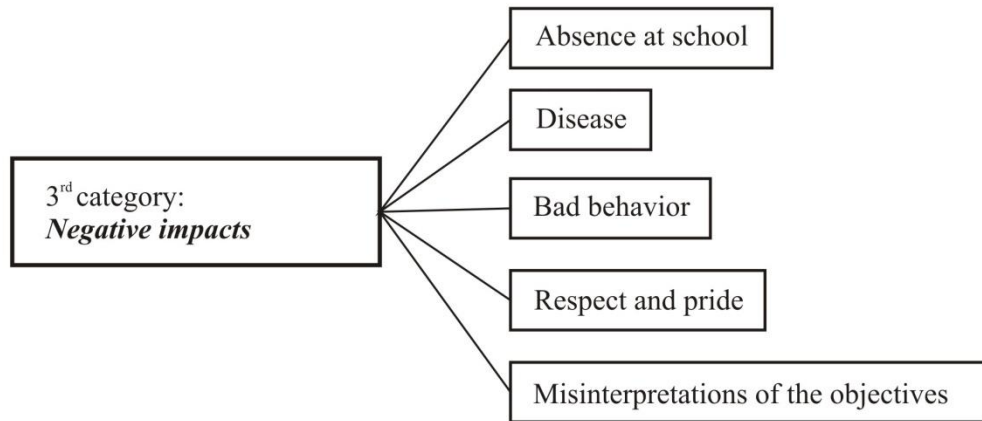 3rd category:
Negative impacts
Absence at school
Disease
Bad behavior
Respect and pride
Misinterpretations of the objectives